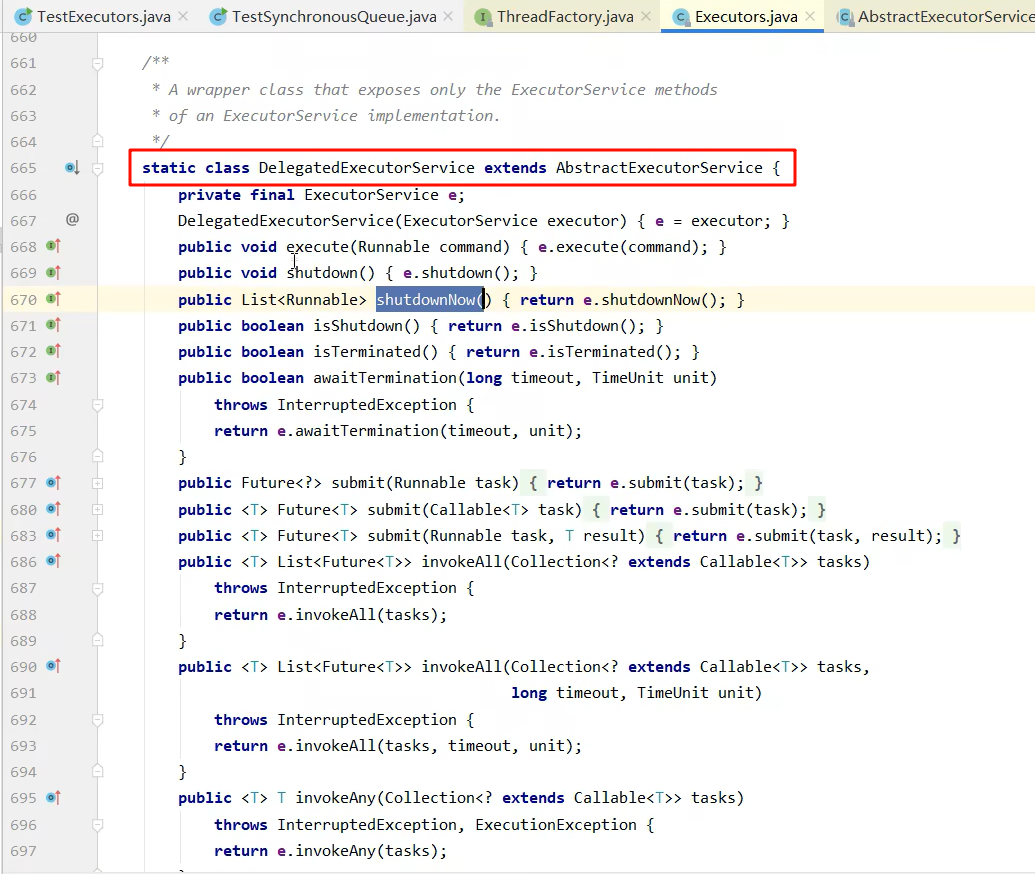 TestExecutors.java TestSynchronousQueue.java ThreadFactory.java Executors.java AbstractExecutorService
660
661 /**
662 * A wrapper class that exposes only the ExecutorService methods
663 * of an ExecutorService implementation.
664 */
665 static class DelegatedExecutorService extends AbstractExecutorService {
666 private final ExecutorService e;
667 @ DelegatedExecutorService(ExecutorService executor) { e = executor; }
668 public void execute(Runnable command) { e.execute(command); }
669 public void shutdown() { e.shutdown(); }
670 public List<Runnable> shutdownNow() { return e.shutdownNow(); }
671 public boolean isShutdown() { return e.isShutdown(); }
672 public boolean isTerminated() { return e.isTerminated(); }
673 public boolean awaitTermination(long timeout, TimeUnit unit)
674 throws InterruptedException {
675 return e.awaitTermination(timeout, unit);
676 }
677 public Future<?> submit(Runnable task) { return e.submit(task); }
680 public <T> Future<T> submit(Callable<T> task) { return e.submit(task); }
683 public <T> Future<T> submit(Runnable task, T result) { return e.submit(task, result); }
686 public <T> List<Future<T>> invokeAll(Collection<? extends Callable<T>> tasks)
687 throws InterruptedException {
688 return e.invokeAll(tasks);
689 }
690 public <T> List<Future<T>> invokeAll(Collection<? extends Callable<T>> tasks,
691 long timeout, TimeUnit unit)
692 throws InterruptedException {
693 return e.invokeAll(tasks, timeout, unit);
694 }
695 public <T> T invokeAny(Collection<? extends Callable<T>> tasks)
696 throws InterruptedException, ExecutionException {
697 return e.invokeAny(tasks);